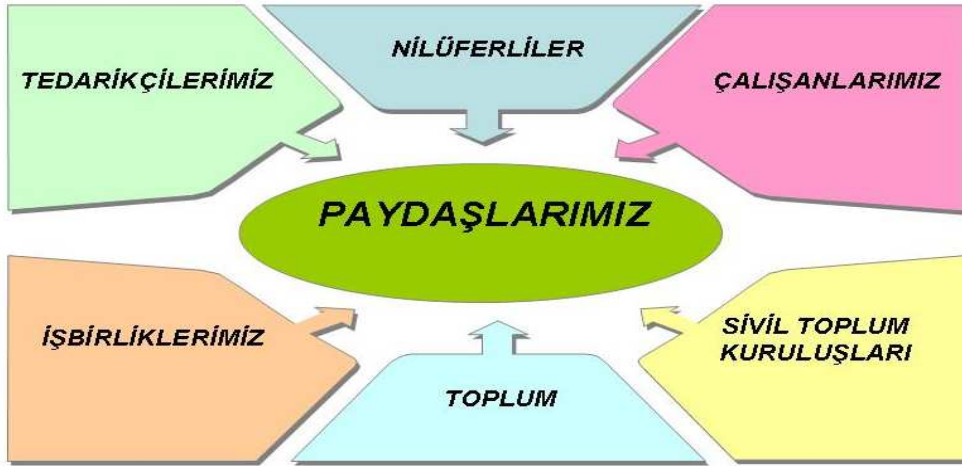 TEDARİKÇİLERİMİZ
NİLÜFERLİLER
ÇALIŞANLARIMIZ
PAYDAŞLARIMIZ
İŞBİRLİKLERİMİZ
TOPLUM
SİVİL TOPLUM
KURULUŞLARI